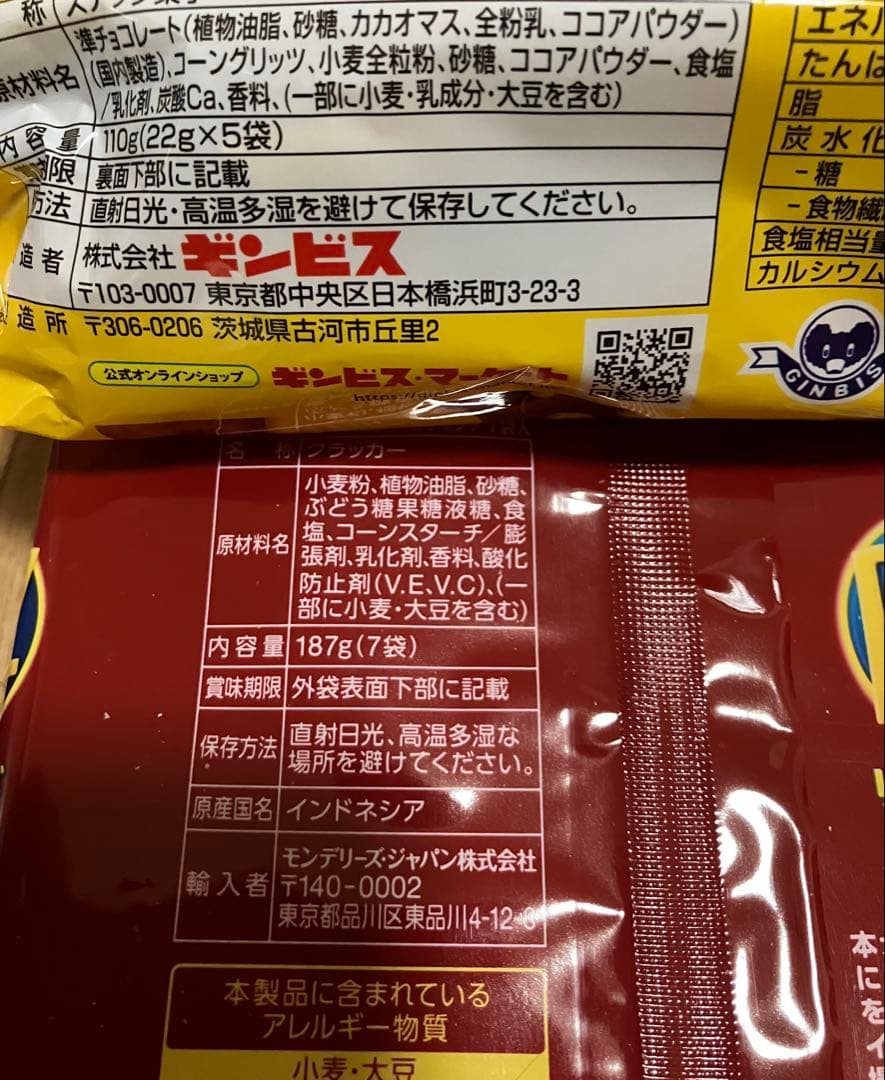 称
準チョコレート(植物油脂、砂糖、カカオマス、全粉乳、ココアパウダー)
原材料名 (国内製造)、コーングリッツ、小麦全粒粉、砂糖、ココアパウダー、食塩
/乳化剤、炭酸Ca、香料、(一部に小麦・乳成分・大豆を含む)
内容量 110g(22g×5袋)
期限 裏面下部に記載
方法 直射日光・高温多湿を避けて保存してください。
造者 株式会社 ギンビス
〒103-0007 東京都中央区日本橋浜町3-23-3
造所 〒306-0206 茨城県古河市丘里2
公式オンラインショップ ギンビス・マーケット
エネル
たんぱ
脂
炭水化
-糖
-食物繊
食塩相当量
カルシウム
GINBIS
名称 クラッカー
原材料名 小麦粉、植物油脂、砂糖、
ぶどう糖果糖液糖、食
塩、コーンスターチ/膨
張剤、乳化剤、香料、酸化
防止剤(V.E、V.C)、(一
部に小麦・大豆を含む)
内容量 187g(7袋)
賞味期限 外袋表面下部に記載
保存方法 直射日光、高温多湿な
場所を避けてください。
原産国名 インドネシア
輸入者 モンデリーズ・ジャパン株式会社
〒140-0002
東京都品川区東品川4-12-
本製品に含まれている
アレルギー物質
小麦・大豆
本
に
を
イ